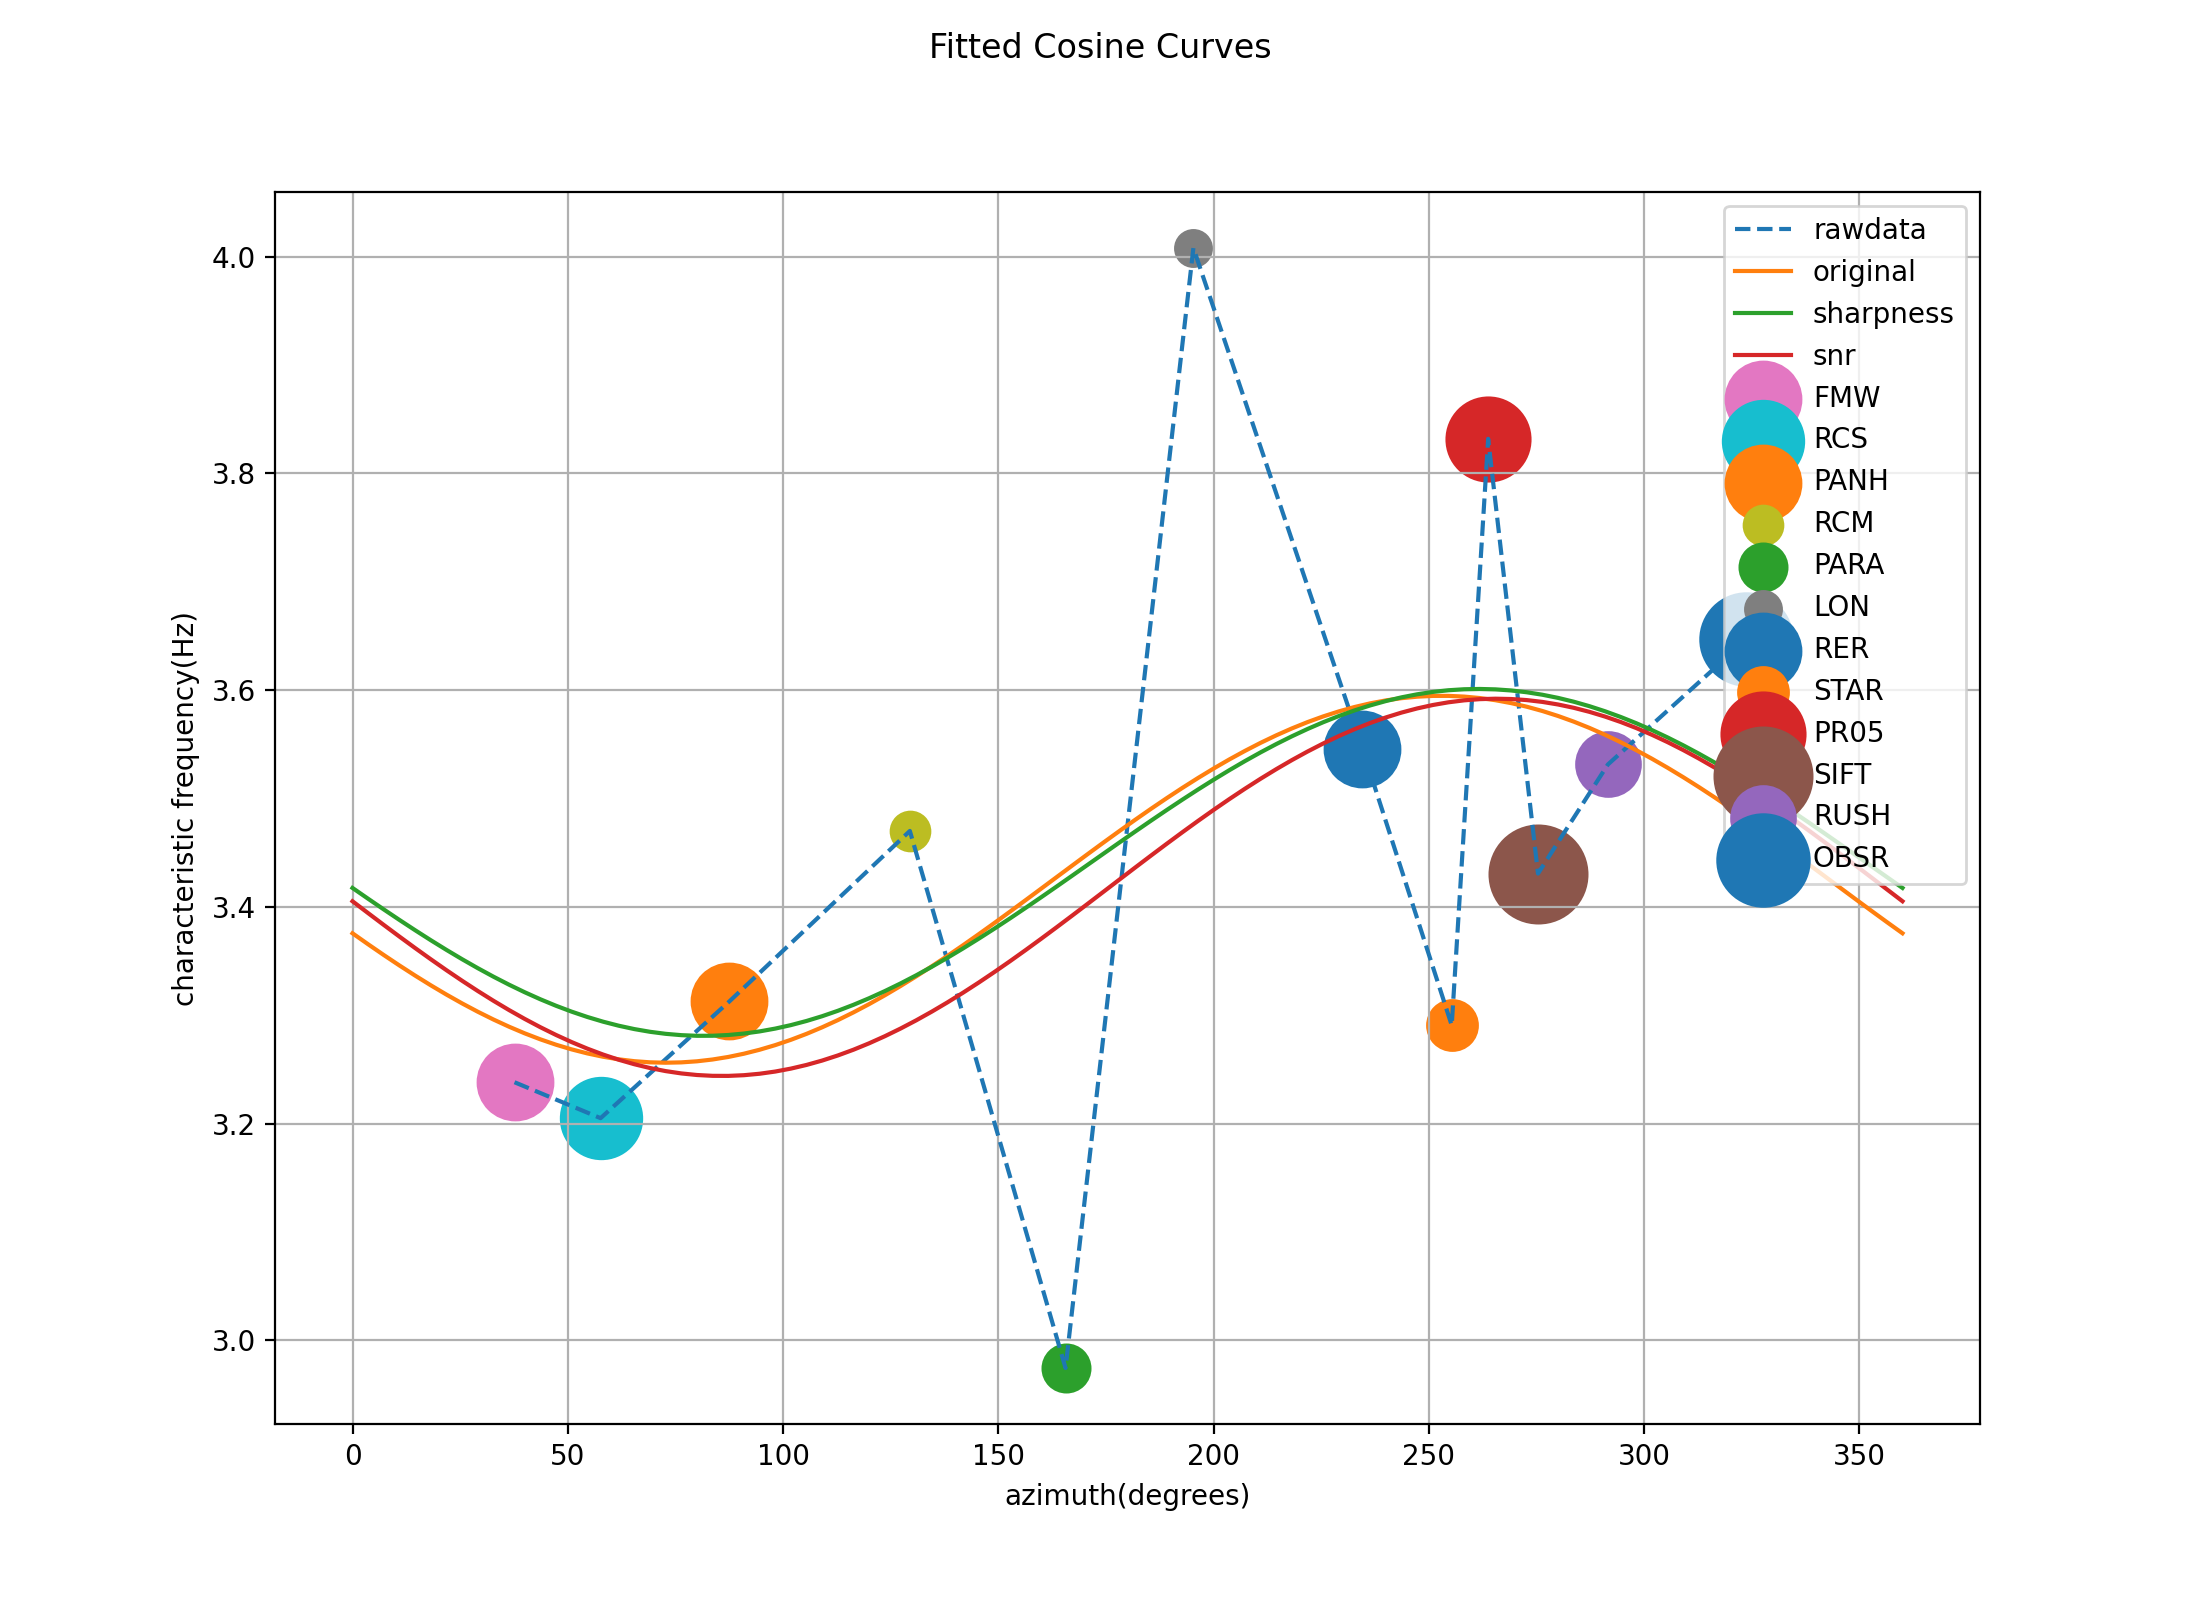 Fitted Cosine Curves
4.0
3.8
3.6
3.4
3.2
3.0
characteristic frequency(Hz)
0 50 100 150 200 250 300 350
azimuth(degrees)
rawdata
original
sharpness
snr
FMW
RCS
PANH
RCM
PARA
LON
RER
STAR
PR05
SIFT
RUSH
OBSR